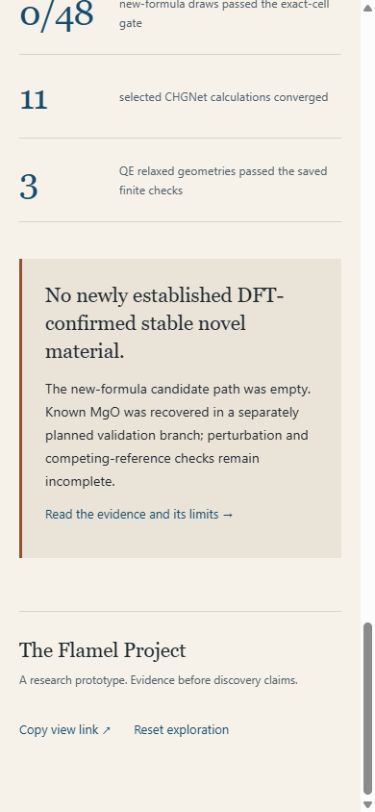 0/48
new-formula draws passed the exact-cell
gate
11
selected CHGNet calculations converged
3
QE relaxed geometries passed the saved
finite checks
No newly established DFT-
confirmed stable novel
material.
The new-formula candidate path was empty.
Known MgO was recovered in a separately
planned validation branch; perturbation and
competing-reference checks remain
incomplete.
Read the evidence and its limits →
The Flamel Project
A research prototype. Evidence before discovery claims.
Copy view link ↗ Reset exploration